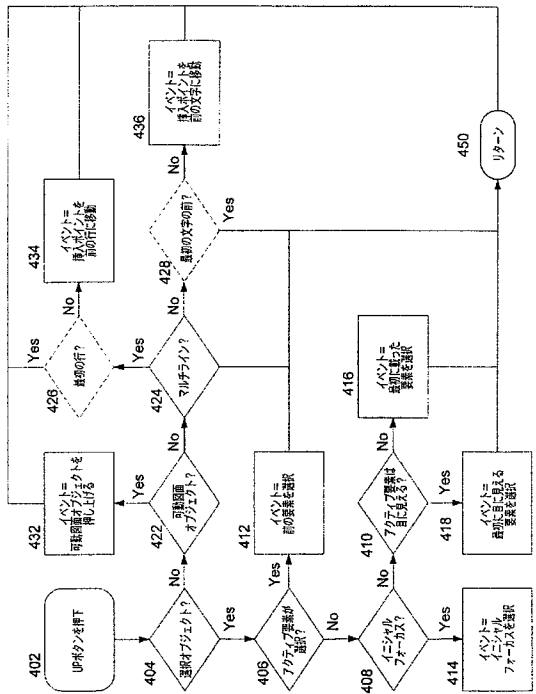 402
UPボタンを押下
404
選択オブジェクト?
No
Yes
406
アクティブ要素が
選択?
Yes
No
408
イニシャル
フォーカス?
No
Yes
414
イベント=
イニシャル
フォーカスを選択
432
イベント=
可動図面オブジェクトを
押し上げる
Yes
422
可動図面
オブジェクト?
No
412
イベント=
前の要素を選択
410
アクティブ要素は
目に見える?
No
Yes
418
イベント=
最初に目に見える
要素を選択
426
最初の行?
Yes
No
424
マルチライン?
Yes
No
416
イベント=
最初に載った
要素を選択
434
イベント=
挿入ポイントを
前の行に移動
428
最初の文字の前?
No
Yes
436
イベント=
挿入ポイントを
前の文字に移動
450
リターン